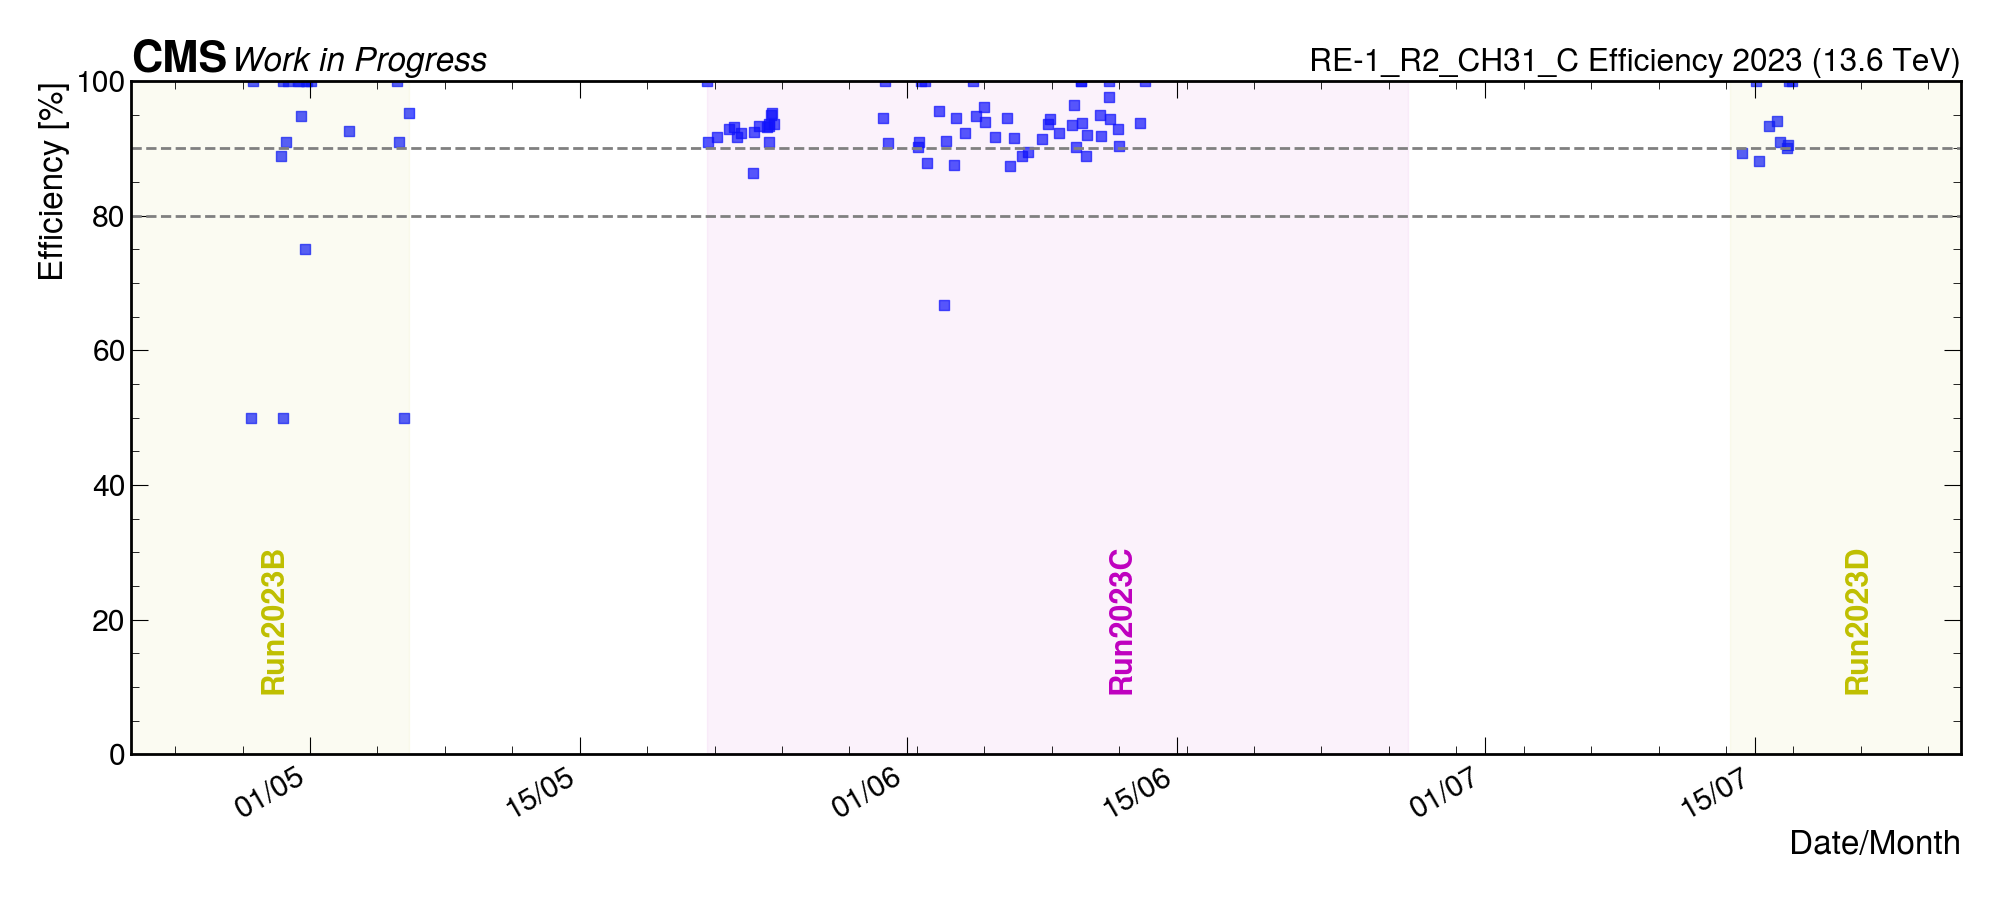 CMS Work in Progress
RE-1_R2_CH31_C Efficiency 2023 (13.6 TeV)
Efficiency [%]
100
80
60
40
20
0
Run2023B
Run2023C
Run2023D
01/05
15/05
01/06
15/06
01/07
15/07
Date/Month